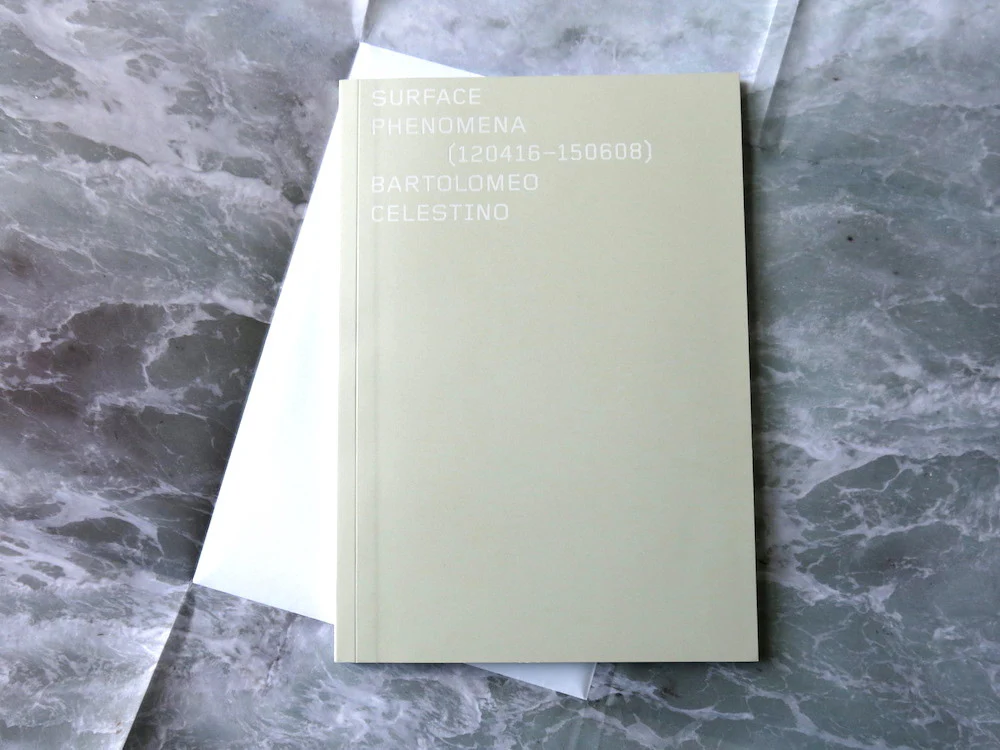 SURFACE
PHENOMENA
(120416–150608)
BARTOLOMEO
CELESTINO